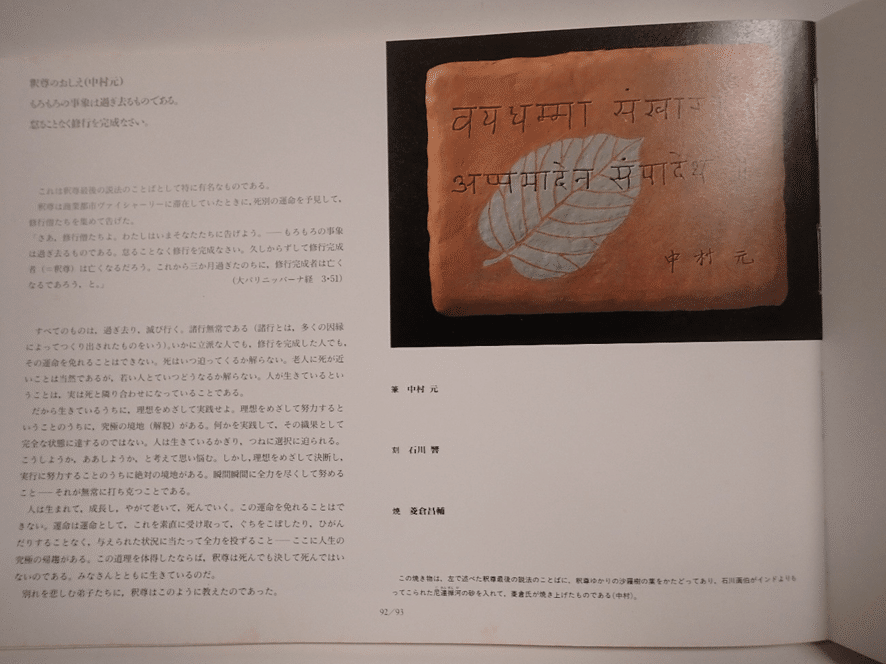 釈尊のおしえ(中村元)
もろもろの事象は過ぎ去るものである。
怠ることなく修行を完成なさい。
これは釈尊最後の説法のことばとして特に有名なものである。
釈尊は商業都市ヴァイシャーリーに滞在していたときに、死別の運命を予見して、
修行僧たちを集めて告げた。
「さあ、修行僧たちよ。わたしはいまそなたたちに告げよう。――もろもろの事象
は過ぎ去るものである。怠ることなく修行を完成なさい。久しからずして修行完成
者(=釈尊)は亡くなるだろう。これから三か月過ぎたのちに、修行完成者は亡く
なるであろう、と。」
(大パリニッバーナ経 3・51)
すべてのものは、過ぎ去り、滅び行く。諸行無常である(諸行とは、多くの因縁
によってつくり出されたものをいう)。いかに立派な人でも、修行を完成した人でも、
その運命を免れることはできない。死はいつ迫ってくるか解らない。老人に死が近
いことは当然であるが、若い人とていつどうなるか解らない。人が生きているとい
うことは、実は死と隣り合わせになっていることである。
だから生きているうちに、理想をめざして実践せよ。理想をめざして努力すると
いうことのうちに、究極の境地(解脱)がある。何かを実践して、その成果として
完全な状態に達するのではない。人は生きているかぎり、つねに選択に迫られる。
こうしようか、ああしようか、と考えて思い悩む。しかし、理想をめざして決断し、
実行に努力することのうちに絶対の境地がある。瞬間瞬間に全力を尽くして努める
こと――それが無常に打ち克つことである。
人は生まれて、成長し、やがて老いて、死んでいく。この運命を免れることはで
きない。運命は運命として、これを素直に受け取って、ぐちをこぼしたり、ひがん
だりすることなく、与えられた状況に当たって全力を投ずること――ここに人生の
究極の帰趣がある。この道理を体得したならば、釈尊は死んでも決して死んではい
ないのである。みなさんとともに生きているのだ。
別れを悲しむ弟子たちに、釈尊はこのように教えたのであった。
वयधम्मा संखार
अप्पमादेन संपादेथ
中村 元
筆 中村 元
刻 石川 響
焼 菱倉昌輔
この焼き物は、左で述べた釈尊最後の説法のことばに、釈尊ゆかりの沙羅樹の葉をかたどってあり、石川画伯がインドよりも
ってこられた尼連禅河の砂を入れて、菱倉氏が焼き上げたものである(中村)。
92/93